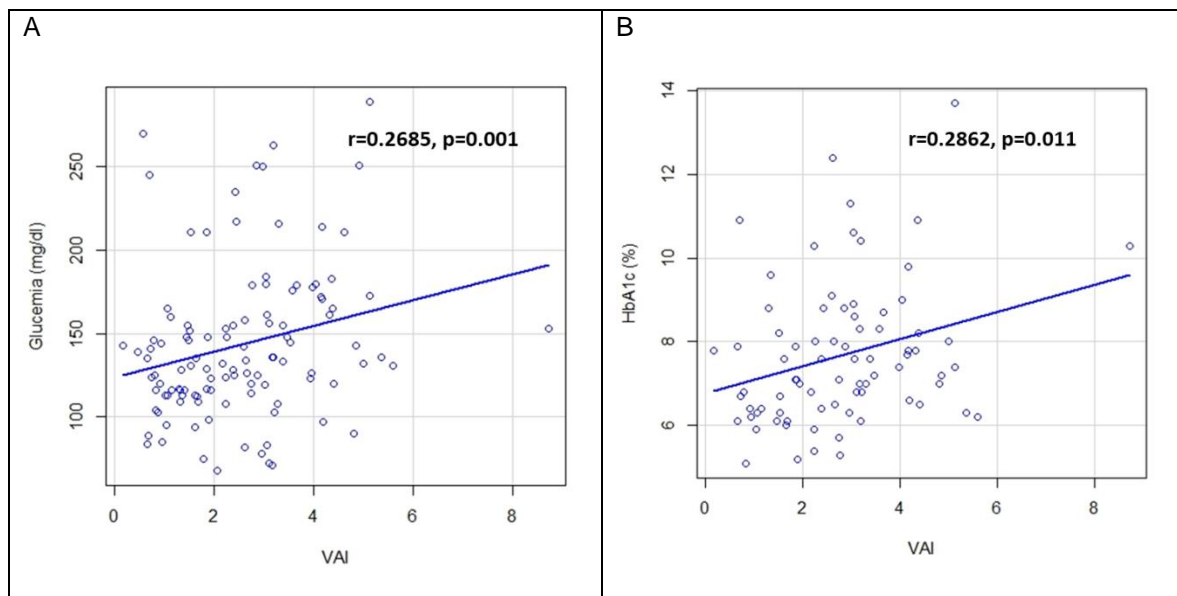 A
r=0.2685, p=0.001
Glucemia (mg/dl)
250
200
150
100
0 2 4 6 8
VAI
B
r=0.2862, p=0.011
HbA1c (%)
14
12
10
8
6
0 2 4 6 8
VAI